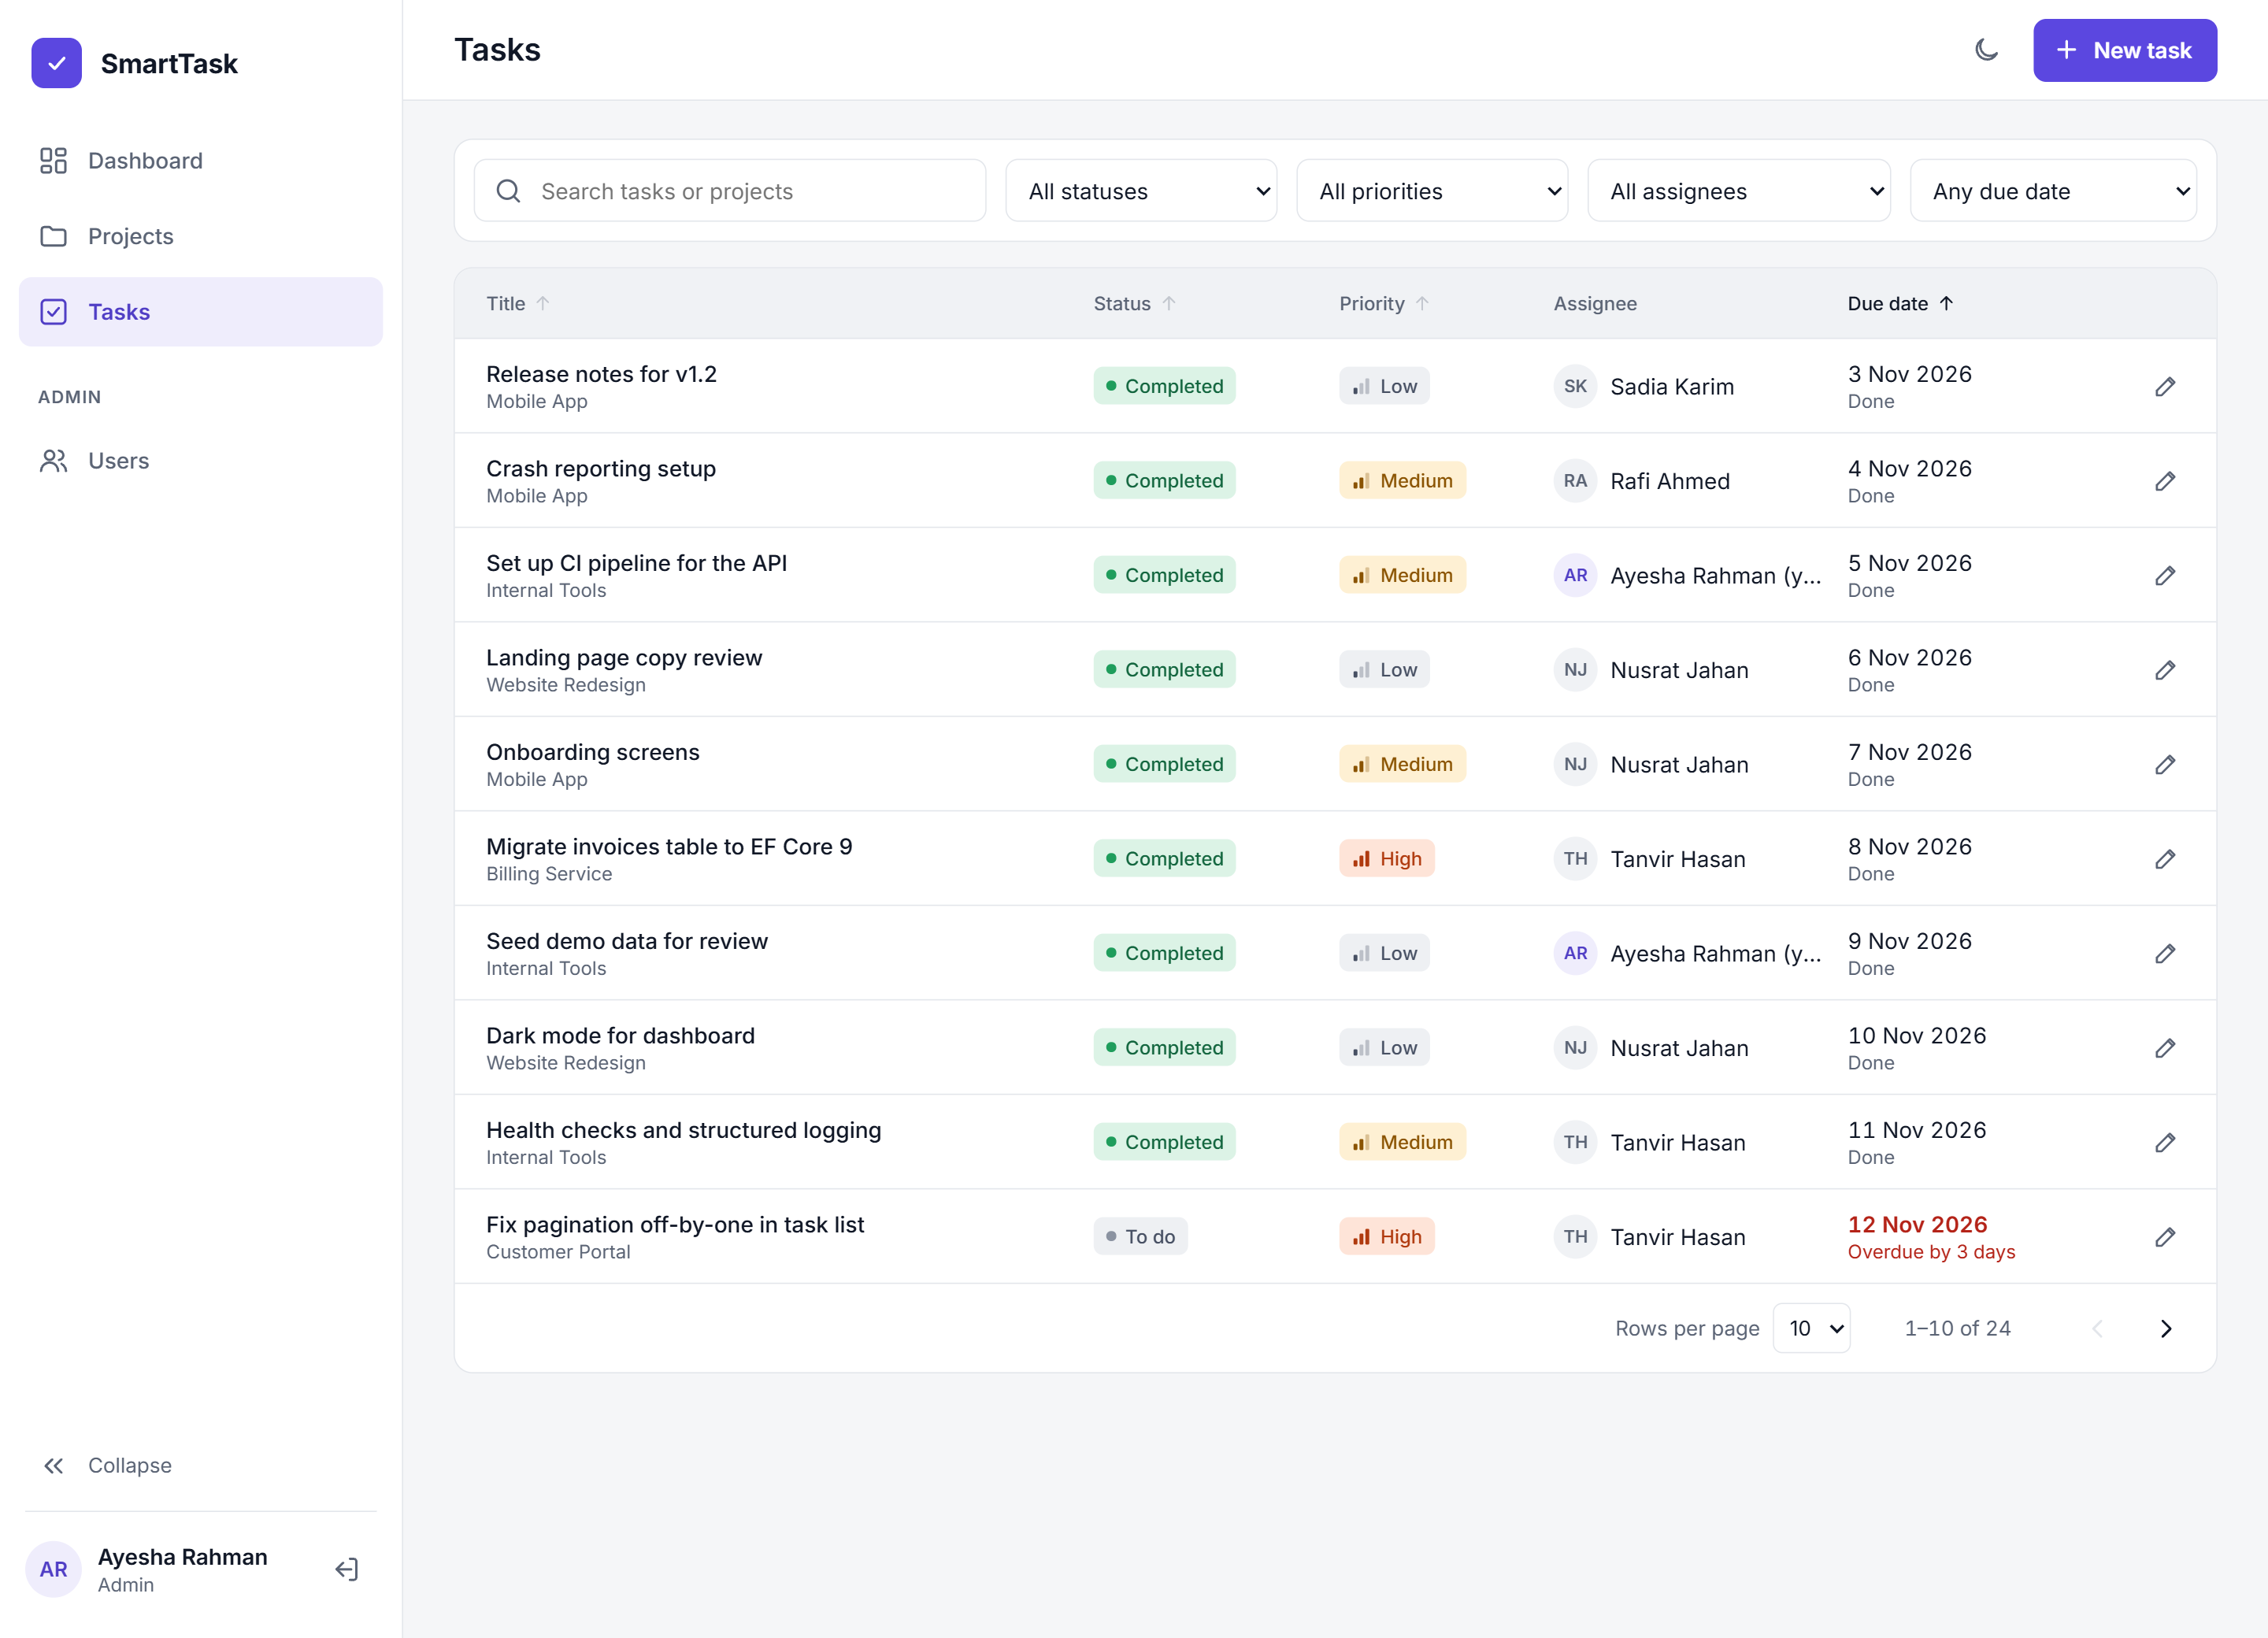 SmartTask
Dashboard
Projects
Tasks
ADMIN
Users
Collapse
AR
Ayesha Rahman
Admin
Tasks
New task
Search tasks or projects
All statuses
All priorities
All assignees
Any due date
Title Status Priority Assignee Due date
Release notes for v1.2
Mobile App
Completed
Low
SK Sadia Karim
3 Nov 2026
Done
Crash reporting setup
Mobile App
Completed
Medium
RA Rafi Ahmed
4 Nov 2026
Done
Set up CI pipeline for the API
Internal Tools
Completed
Medium
AR Ayesha Rahman (y...
5 Nov 2026
Done
Landing page copy review
Website Redesign
Completed
Low
NJ Nusrat Jahan
6 Nov 2026
Done
Onboarding screens
Mobile App
Completed
Medium
NJ Nusrat Jahan
7 Nov 2026
Done
Migrate invoices table to EF Core 9
Billing Service
Completed
High
TH Tanvir Hasan
8 Nov 2026
Done
Seed demo data for review
Internal Tools
Completed
Low
AR Ayesha Rahman (y...
9 Nov 2026
Done
Dark mode for dashboard
Website Redesign
Completed
Low
NJ Nusrat Jahan
10 Nov 2026
Done
Health checks and structured logging
Internal Tools
Completed
Medium
TH Tanvir Hasan
11 Nov 2026
Done
Fix pagination off-by-one in task list
Customer Portal
To do
High
TH Tanvir Hasan
12 Nov 2026
Overdue by 3 days
Rows per page 10 1–10 of 24